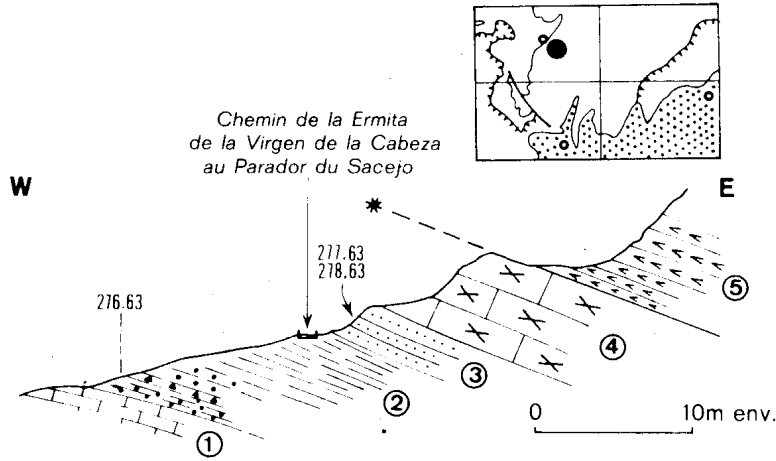 Chemin de la Ermita
de la Virgen de la Cabeza
au Parador du Sacejo
W
E
277.63
278.63
276.63
5
4
3
2
1
0 10m env.